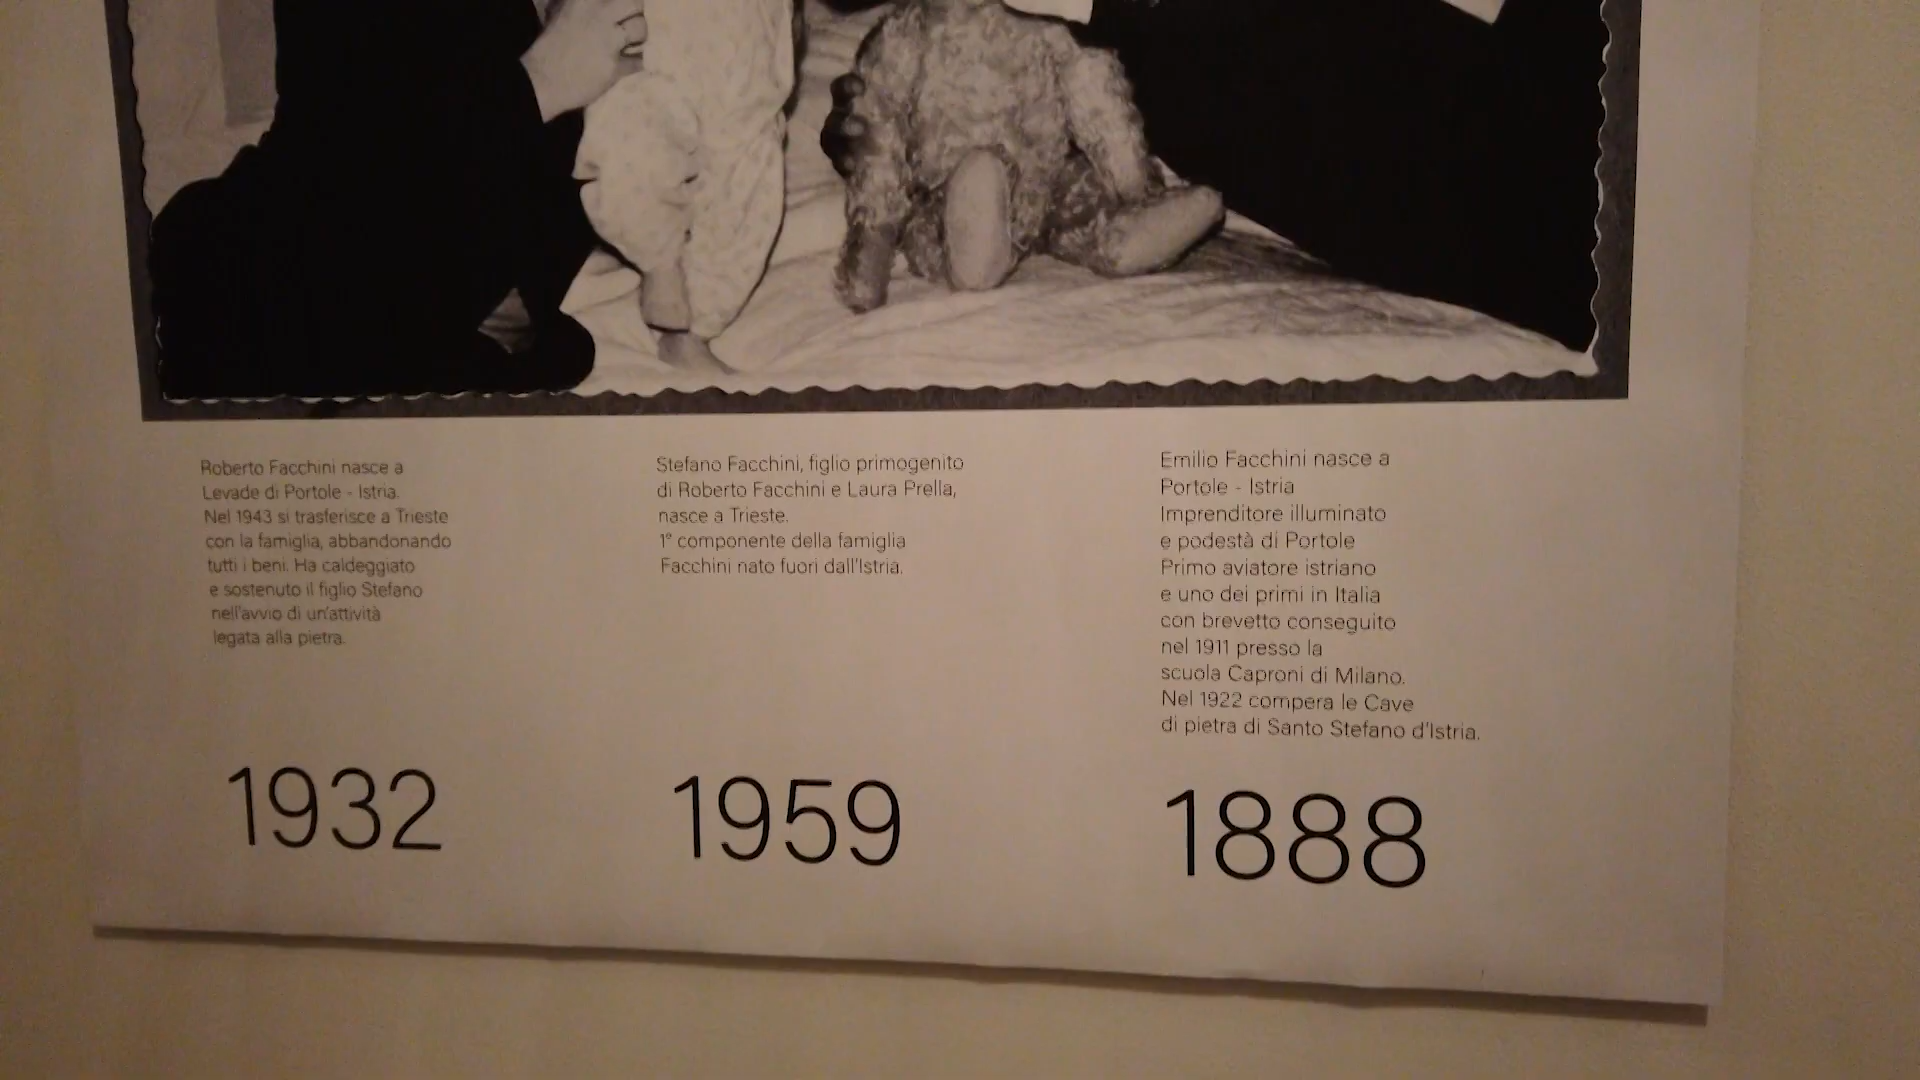 Roberto Facchini nasce a
Levade di Portole - Istria.
Nel 1943 si trasferisce a Trieste
con la famiglia, abbandonando
tutti i beni. Ha caldeggiato
e sostenuto il figlio Stefano
nell'avvio di un'attività
legata alla pietra.
1932
Stefano Facchini, figlio primogenito
di Roberto Facchini e Laura Prella,
nasce a Trieste.
1° componente della famiglia
Facchini nato fuori dall'Istria.
1959
Emilio Facchini nasce a
Portole - Istria
Imprenditore illuminato
e podestà di Portole
Primo aviatore istriano
e uno dei primi in Italia
con brevetto conseguito
nel 1911 presso la
scuola Caproni di Milano.
Nel 1922 compera le Cave
di pietra di Santo Stefano d'Istria.
1888